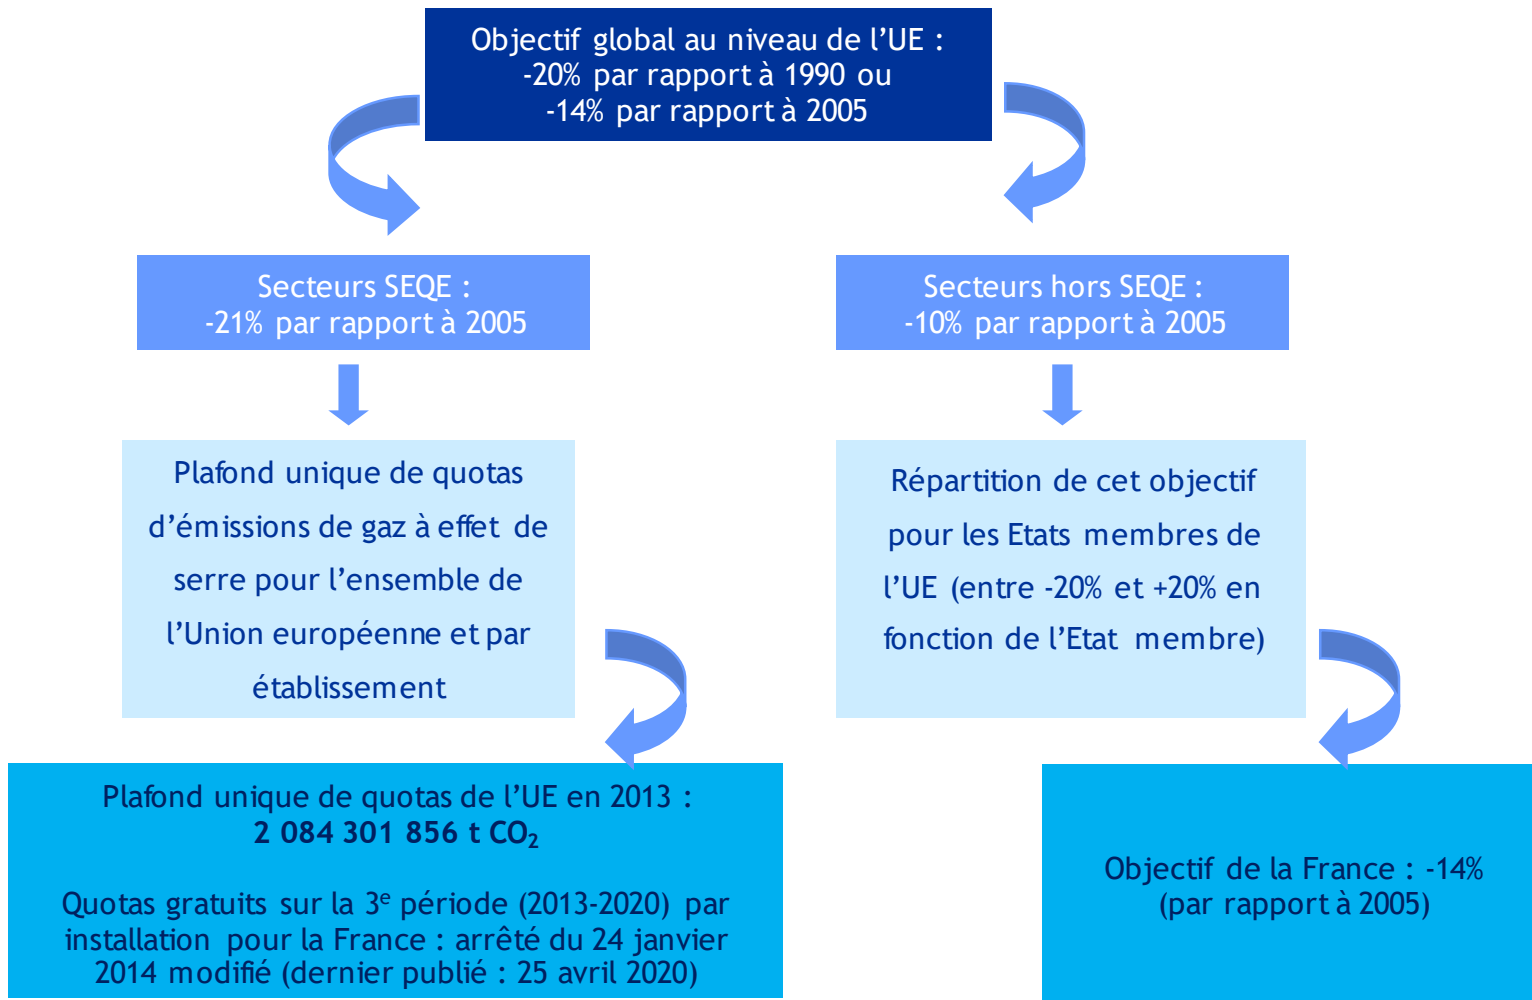 Objectif global au niveau de l’UE :
-20% par rapport à 1990 ou
-14% par rapport à 2005
Secteurs SEQE :
-21% par rapport à 2005
Secteurs hors SEQE :
-10% par rapport à 2005
Plafond unique de quotas
d’émissions de gaz à effet de
serre pour l’ensemble de
l’Union européenne et par
établissement
Répartition de cet objectif
pour les Etats membres de
l’UE (entre -20% et +20% en
fonction de l’Etat membre)
Plafond unique de quotas de l’UE en 2013 :
2 084 301 856 t CO₂
Quotas gratuits sur la 3ᵉ période (2013-2020) par
installation pour la France : arrêté du 24 janvier
2014 modifié (dernier publié : 25 avril 2020)
Objectif de la France : -14%
(par rapport à 2005)